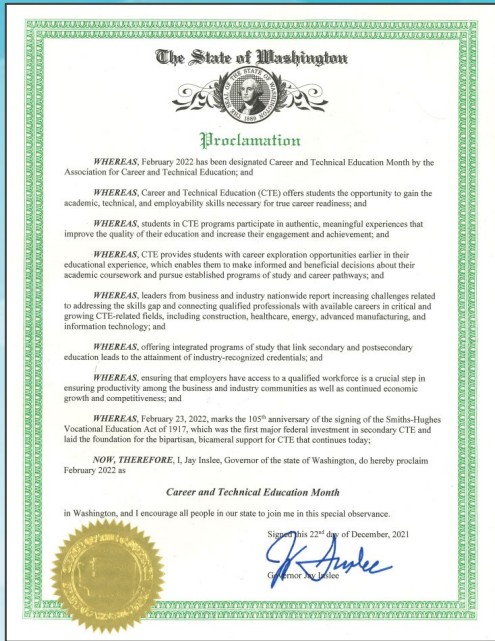 The State of Washington
THE SEAL OF THE STATE OF WASHINGTON
1889
Proclamation
WHEREAS, February 2022 has been designated Career and Technical Education Month by the
Association for Career and Technical Education; and
WHEREAS, Career and Technical Education (CTE) offers students the opportunity to gain the
academic, technical, and employability skills necessary for true career readiness; and
WHEREAS, students in CTE programs participate in authentic, meaningful experiences that
improve the quality of their education and increase their engagement and achievement; and
WHEREAS, CTE provides students with career exploration opportunities earlier in their
educational experience, which enables them to make informed and beneficial decisions about their
academic coursework and pursue established programs of study and career pathways; and
WHEREAS, leaders from business and industry nationwide report increasing challenges related
to addressing the skills gap and connecting qualified professionals with available careers in critical and
growing CTE-related fields, including construction, healthcare, energy, advanced manufacturing, and
information technology; and
WHEREAS, offering integrated programs of study that link secondary and postsecondary
education leads to the attainment of industry-recognized credentials; and
WHEREAS, ensuring that employers have access to a qualified workforce is a crucial step in
ensuring productivity among the business and industry communities as well as continued economic
growth and competitiveness; and
WHEREAS, February 23, 2022, marks the 105th anniversary of the signing of the Smiths-Hughes
Vocational Education Act of 1917, which was the first major federal investment in secondary CTE and
laid the foundation for the bipartisan, bicameral support for CTE that continues today;
NOW, THEREFORE, I, Jay Inslee, Governor of the state of Washington, do hereby proclaim
February 2022 as
Career and Technical Education Month
in Washington, and I encourage all people in our state to join me in this special observance.
Signed this 22nd day of December, 2021
Jay Inslee
Governor Jay Inslee